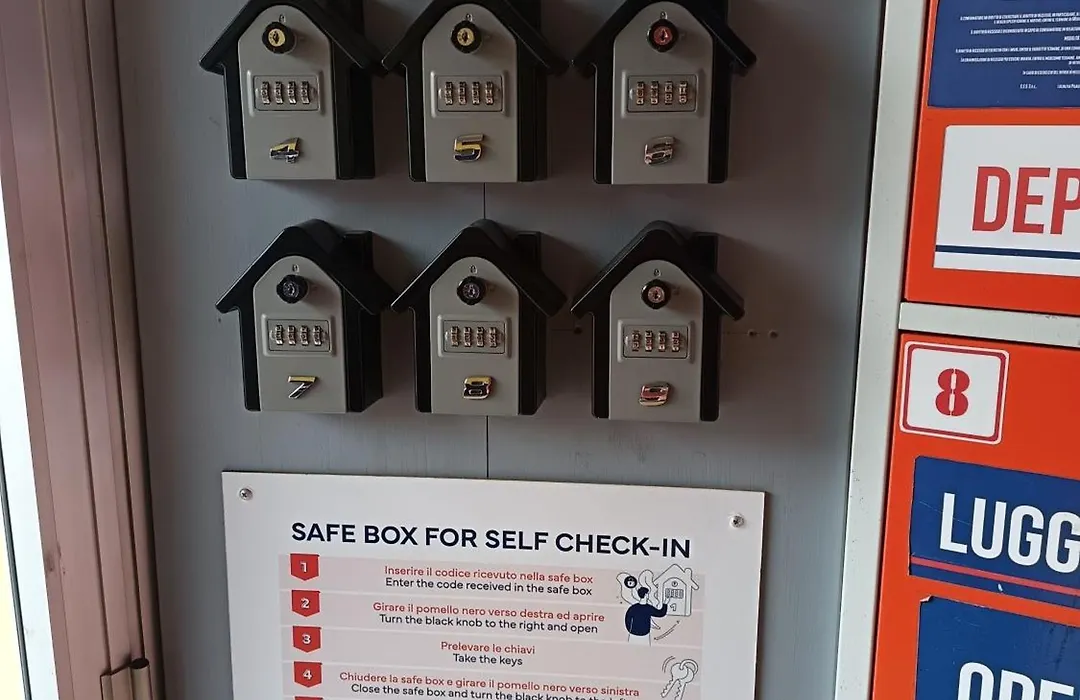 4
5
6
7
8
9
DEP
8
LUGG
SAFE BOX FOR SELF CHECK-IN
1
Inserire il codice ricevuto nella safe box
Enter the code received in the safe box
2
Girare il pomello nero verso destra ed aprire
Turn the black knob to the right and open
3
Prelevare le chiavi
Take the keys
4
Chiudere la safe box e girare il pomello nero verso sinistra
Close the safe box and turn the black knob to the